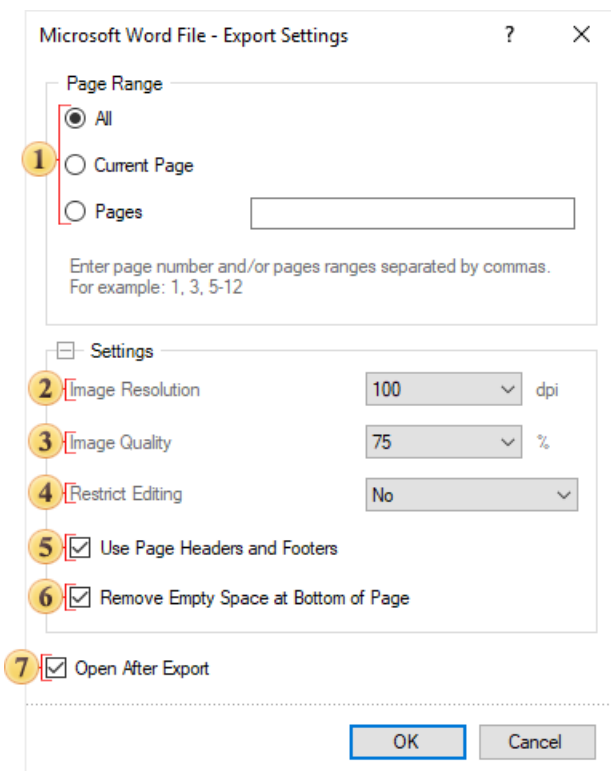 Microsoft Word File - Export Settings ?
Page Range
1 All
Current Page
Pages
Enter page number and/or pages ranges separated by commas.
For example: 1, 3, 5-12
Settings
2 Image Resolution 100 dpi
3 Image Quality 75 %
4 Restrict Editing No
5 Use Page Headers and Footers
6 Remove Empty Space at Bottom of Page
7 Open After Export
OK Cancel